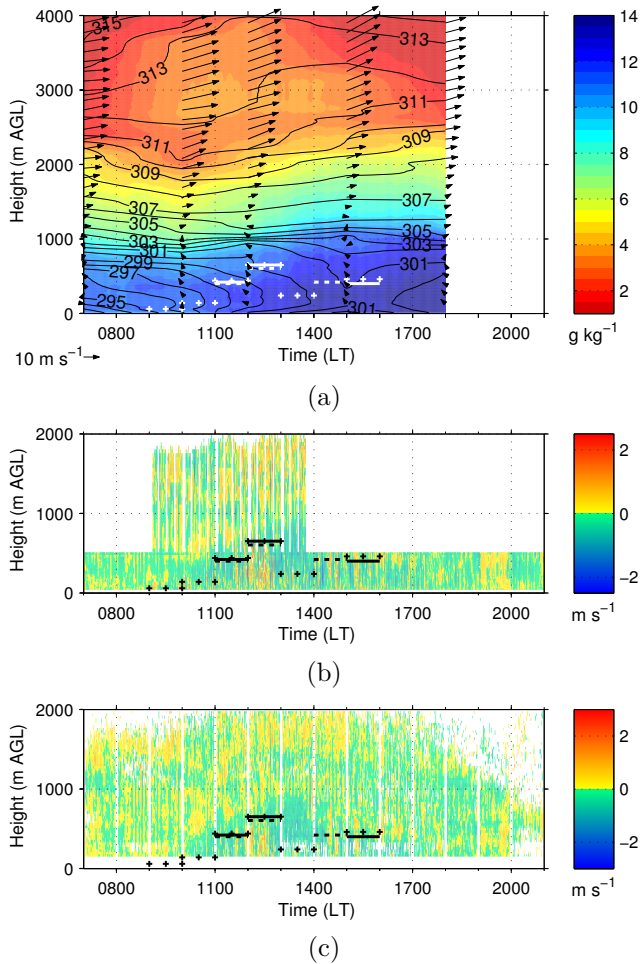 4000
3000
2000
1000
0
Height (m AGL)
315
313
313
311
311
309
309
307
307
305
305
303
303
301
301
299
297
295
301
14
12
10
8
6
4
2
g kg⁻¹
0800 1100 1400 1700 2000
Time (LT)
10 m s⁻¹
(a)
2000
1000
0
Height (m AGL)
2
0
−2
m s⁻¹
0800 1100 1400 1700 2000
Time (LT)
(b)
2000
1000
0
Height (m AGL)
2
0
−2
m s⁻¹
0800 1100 1400 1700 2000
Time (LT)
(c)